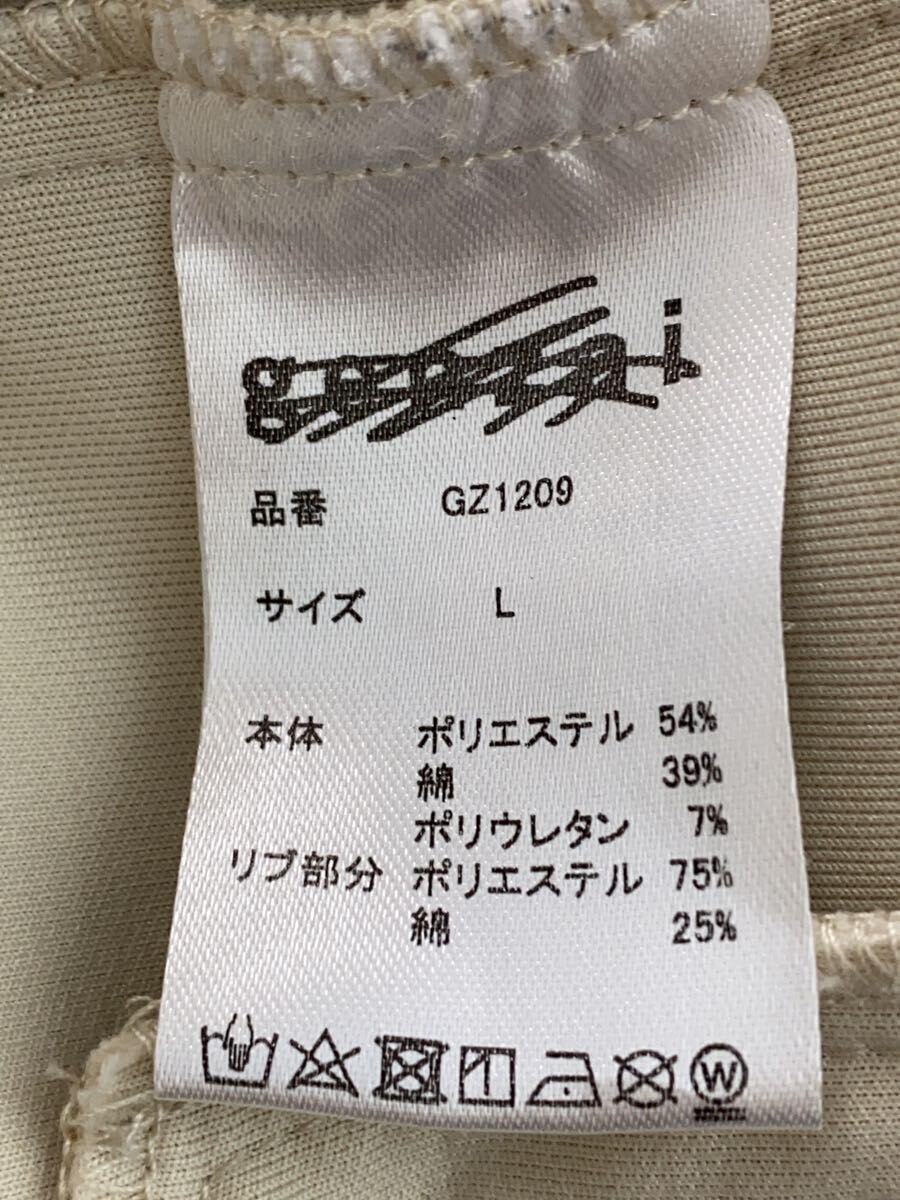 品番 GZ1209
サイズ L
本体 ポリエステル 54%
綿 39%
ポリウレタン 7%
リブ部分 ポリエステル 75%
綿 25%
W